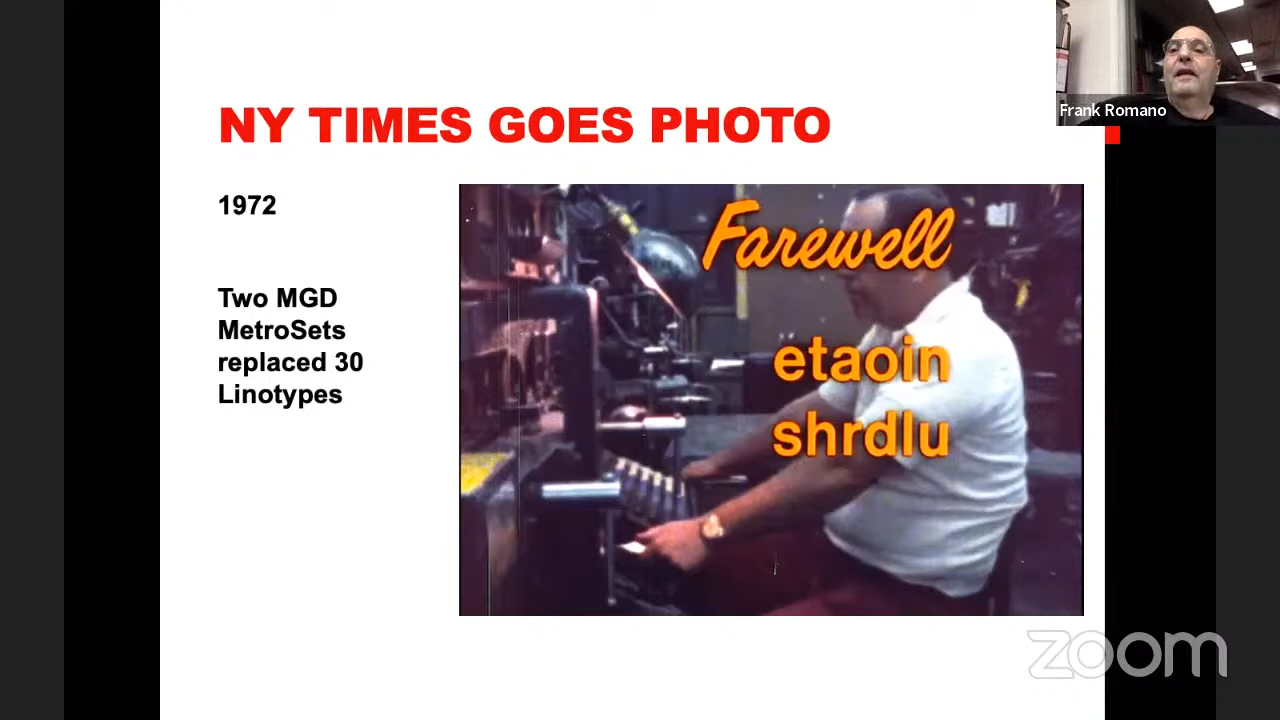 NY TIMES GOES PHOTO
Frank Romano
1972
Two MGD
MetroSets
replaced 30
Linotypes
Farewell
etaoin
shrdlu
zoom